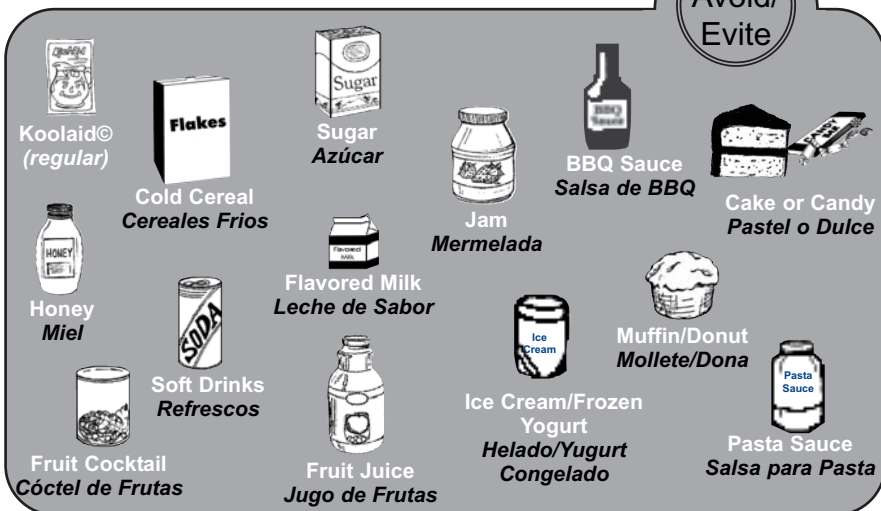 Avoid/
Evite
KoolAid
Koolaid©
(regular)
Flakes
Cold Cereal
Cereales Frios
Sugar
Sugar
Azúcar
Jam
Mermelada
BBQ
Sauce
BBQ Sauce
Salsa de BBQ
CANDY
Cake or Candy
Pastel o Dulce
HONEY
Honey
Miel
Flavored
Milk
Flavored Milk
Leche de Sabor
SODA
Soft Drinks
Refrescos
Muffin/Donut
Mollete/Dona
Ice
Cream
Ice Cream/Frozen
Yogurt
Helado/Yugurt
Congelado
Pasta
Sauce
Pasta Sauce
Salsa para Pasta
Fruit Cocktail
Cóctel de Frutas
Fruit Juice
Jugo de Frutas